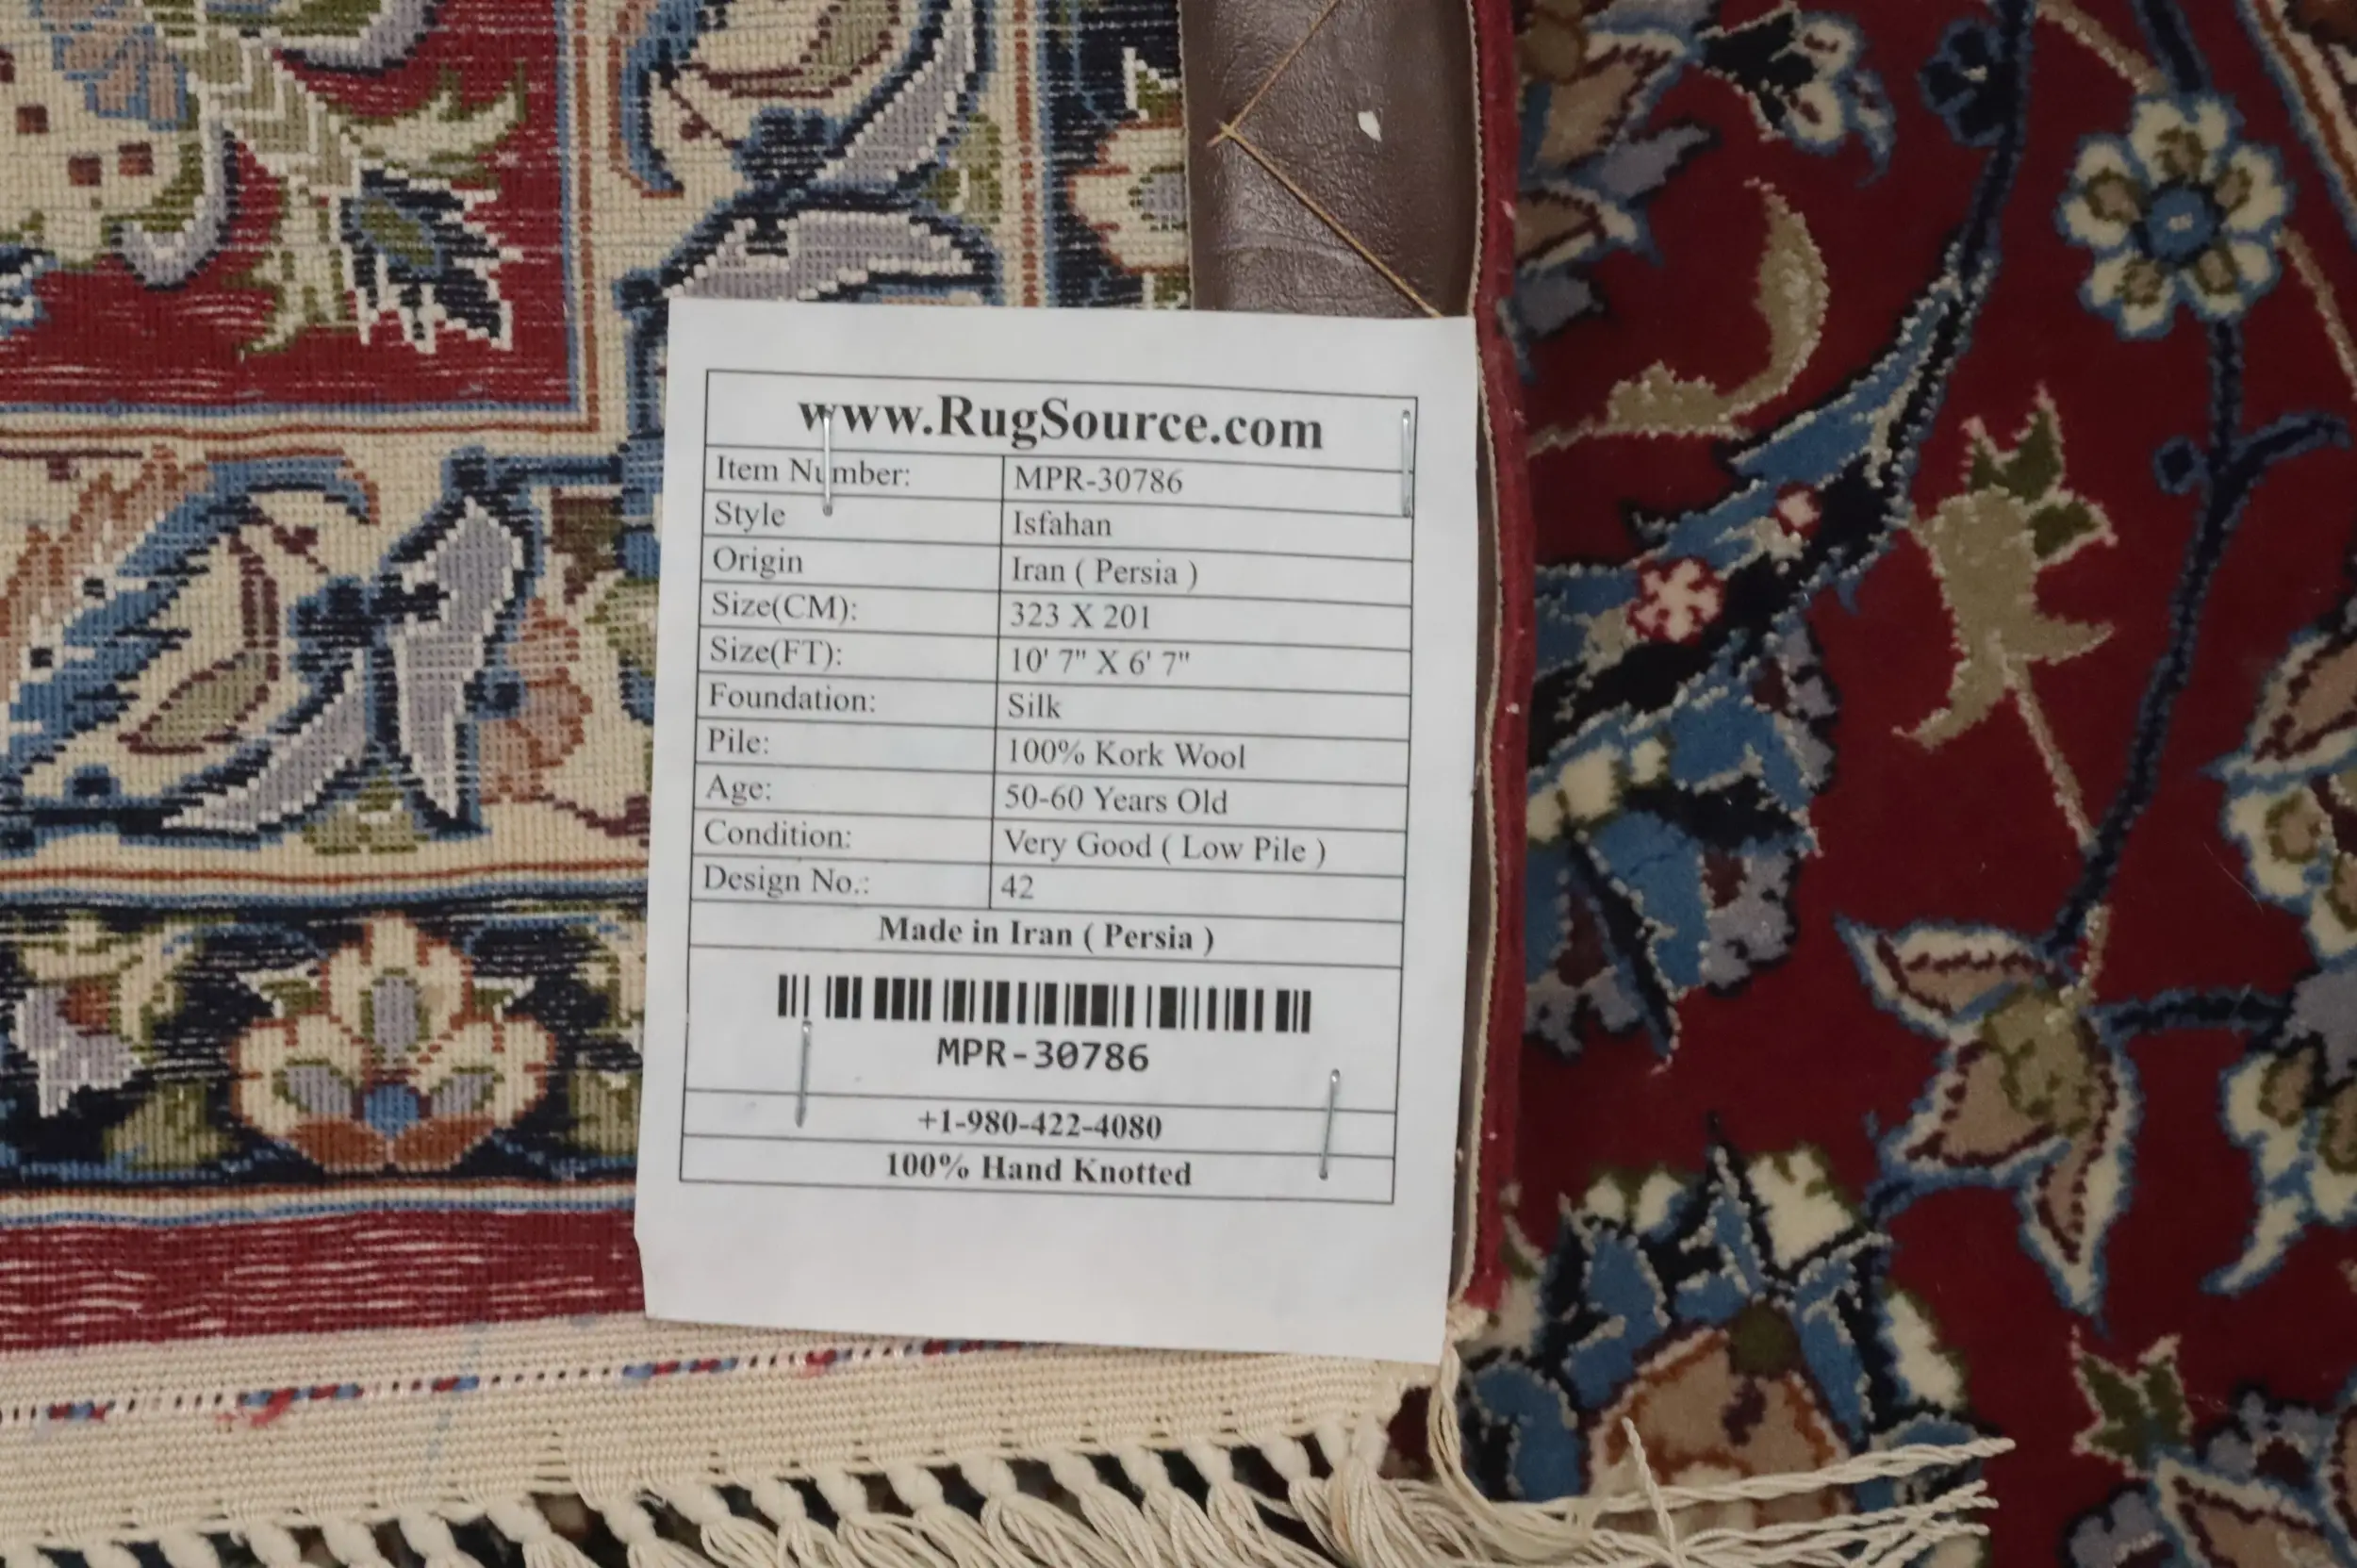 www.RugSource.com
Item Number: MPR-30786
Style Isfahan
Origin Iran ( Persia )
Size(CM): 323 X 201
Size(FT): 10' 7" X 6' 7"
Foundation: Silk
Pile: 100% Kork Wool
Age: 50-60 Years Old
Condition: Very Good ( Low Pile )
Design No.: 42
Made in Iran ( Persia )
MPR-30786
+1-980-422-4080
100% Hand Knotted